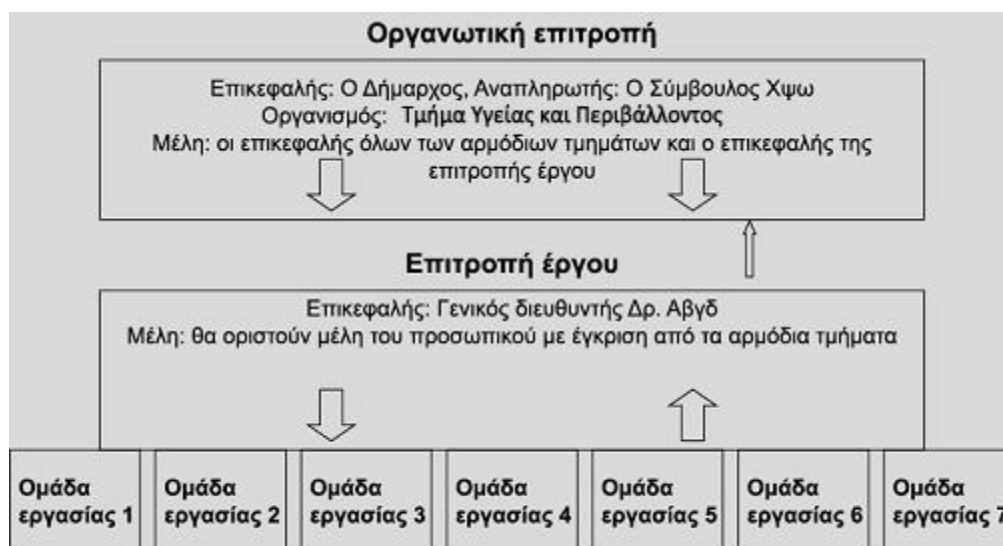 Οργανωτική επιτροπή
Επικεφαλής: Ο Δήμαρχος, Αναπληρωτής: Ο Σύμβουλος Χψω
Οργανισμός: Τμήμα Υγείας και Περιβάλλοντος
Μέλη: οι επικεφαλής όλων των αρμόδιων τμημάτων και ο επικεφαλής της
επιτροπής έργου
Επιτροπή έργου
Επικεφαλής: Γενικός διευθυντής Δρ. Αβγδ
Μέλη: θα οριστούν μέλη του προσωπικού με έγκριση από τα αρμόδια τμήματα
Ομάδα
εργασίας 1
Ομάδα
εργασίας 2
Ομάδα
εργασίας 3
Ομάδα
εργασίας 4
Ομάδα
εργασίας 5
Ομάδα
εργασίας 6
Ομάδα
εργασίας 7